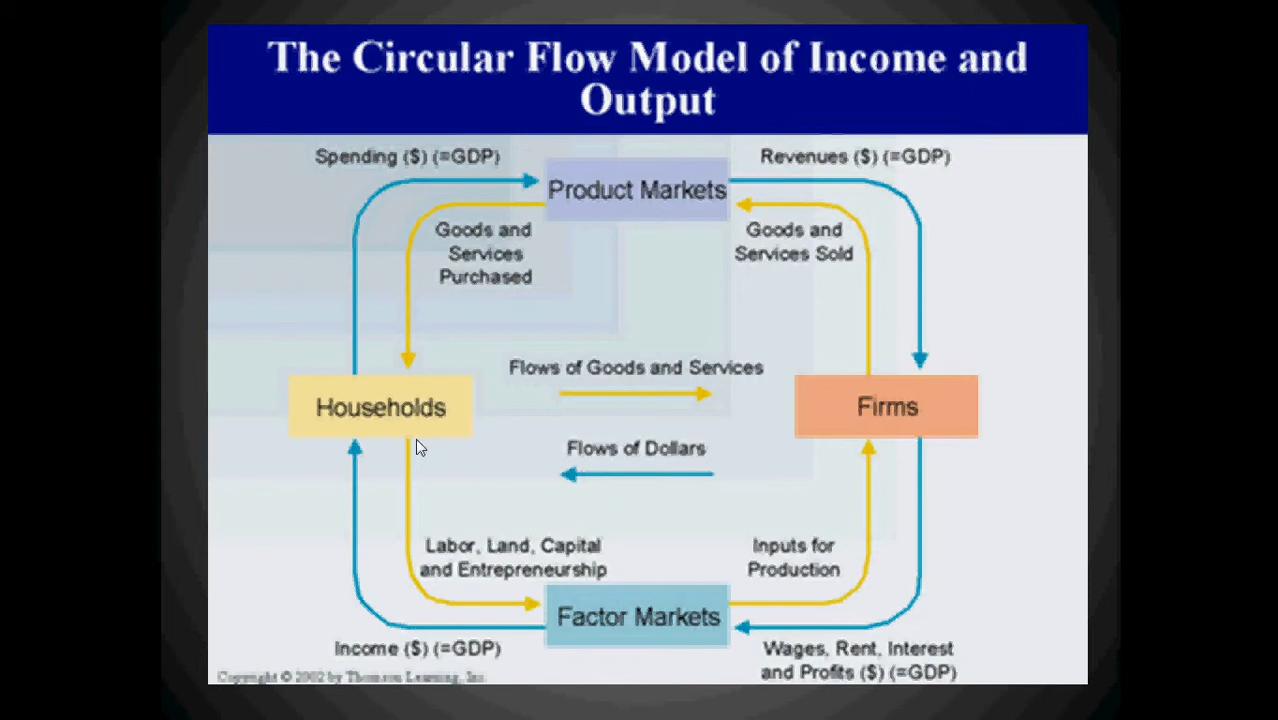 The Circular Flow Model of Income and
Output
Spending ($) (=GDP)
Revenues ($) (=GDP)
Product Markets
Goods and
Services
Purchased
Goods and
Services Sold
Flows of Goods and Services
Households
Firms
Flows of Dollars
Labor, Land, Capital
and Entrepreneurship
Inputs for
Production
Factor Markets
Income ($) (=GDP)
Wages, Rent, Interest
and Profits ($) (=GDP)
Copyright © 2002 by Thomson Learning, Inc.